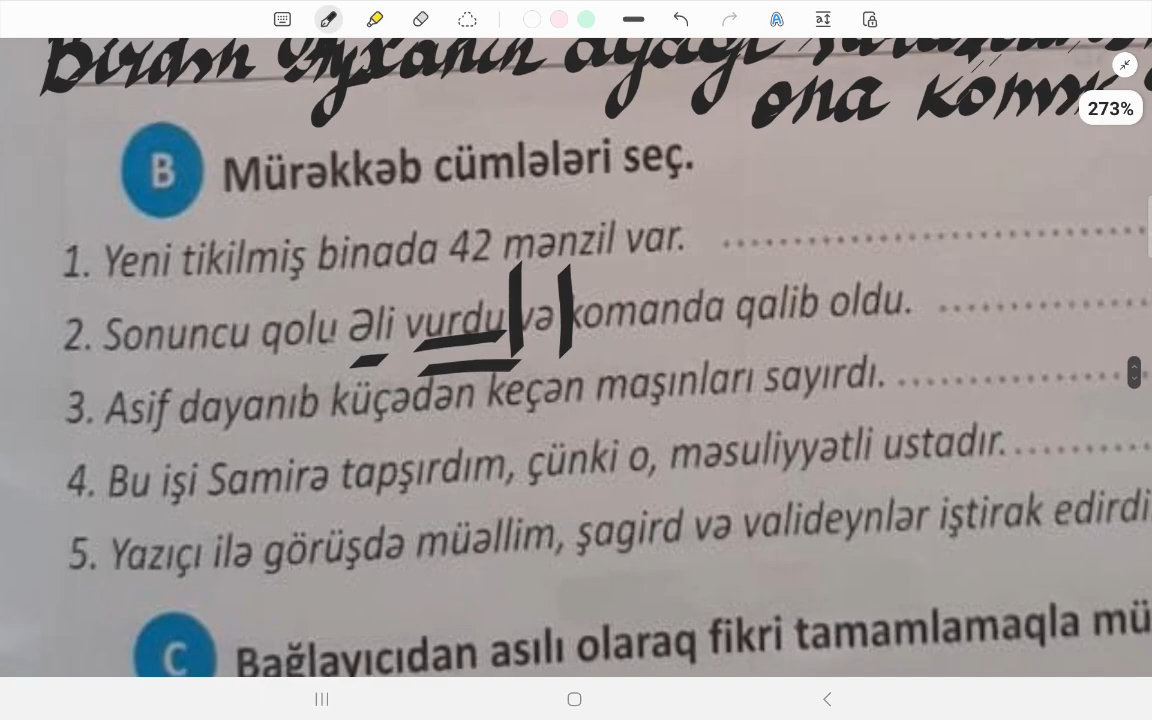 273%
Birdən
ayağı
ona
B Mürəkkəb cümlələri seç.
1. Yeni tikilmiş binada 42 mənzil var. ........................
2. Sonuncu qolu Əli vurdu və komanda qalib oldu. ............
3. Asif dayanıb küçədən keçən maşınları sayırdı. ..............
4. Bu işi Samirə tapşırdım, çünki o, məsuliyyətli ustadır. .........
5. Yazıçı ilə görüşdə müəllim, şagird və valideynlər iştirak edirdi
C Bağlayıcıdan asılı olaraq fikri tamamlamaqla mü